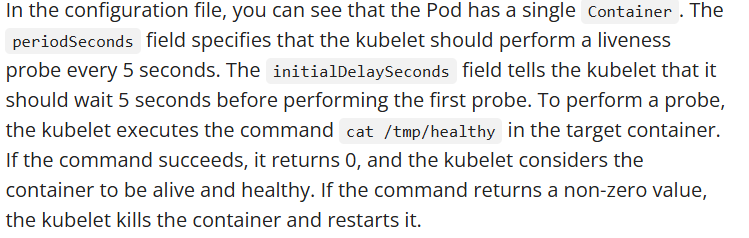 In the configuration file, you can see that the Pod has a single Container. The
periodSeconds field specifies that the kubelet should perform a liveness
probe every 5 seconds. The initialDelaySeconds field tells the kubelet that it
should wait 5 seconds before performing the first probe. To perform a probe,
the kubelet executes the command cat /tmp/healthy in the target container.
If the command succeeds, it returns 0, and the kubelet considers the
container to be alive and healthy. If the command returns a non-zero value,
the kubelet kills the container and restarts it.